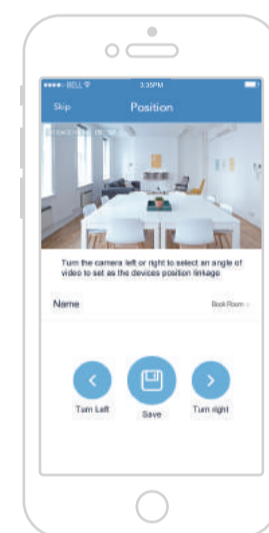 BELL 3:35PM
Skip Position
Turn the camera left or right to select an angle of
video to set as the devices position linkage
Name Book Room
Turn Left Save Turn right